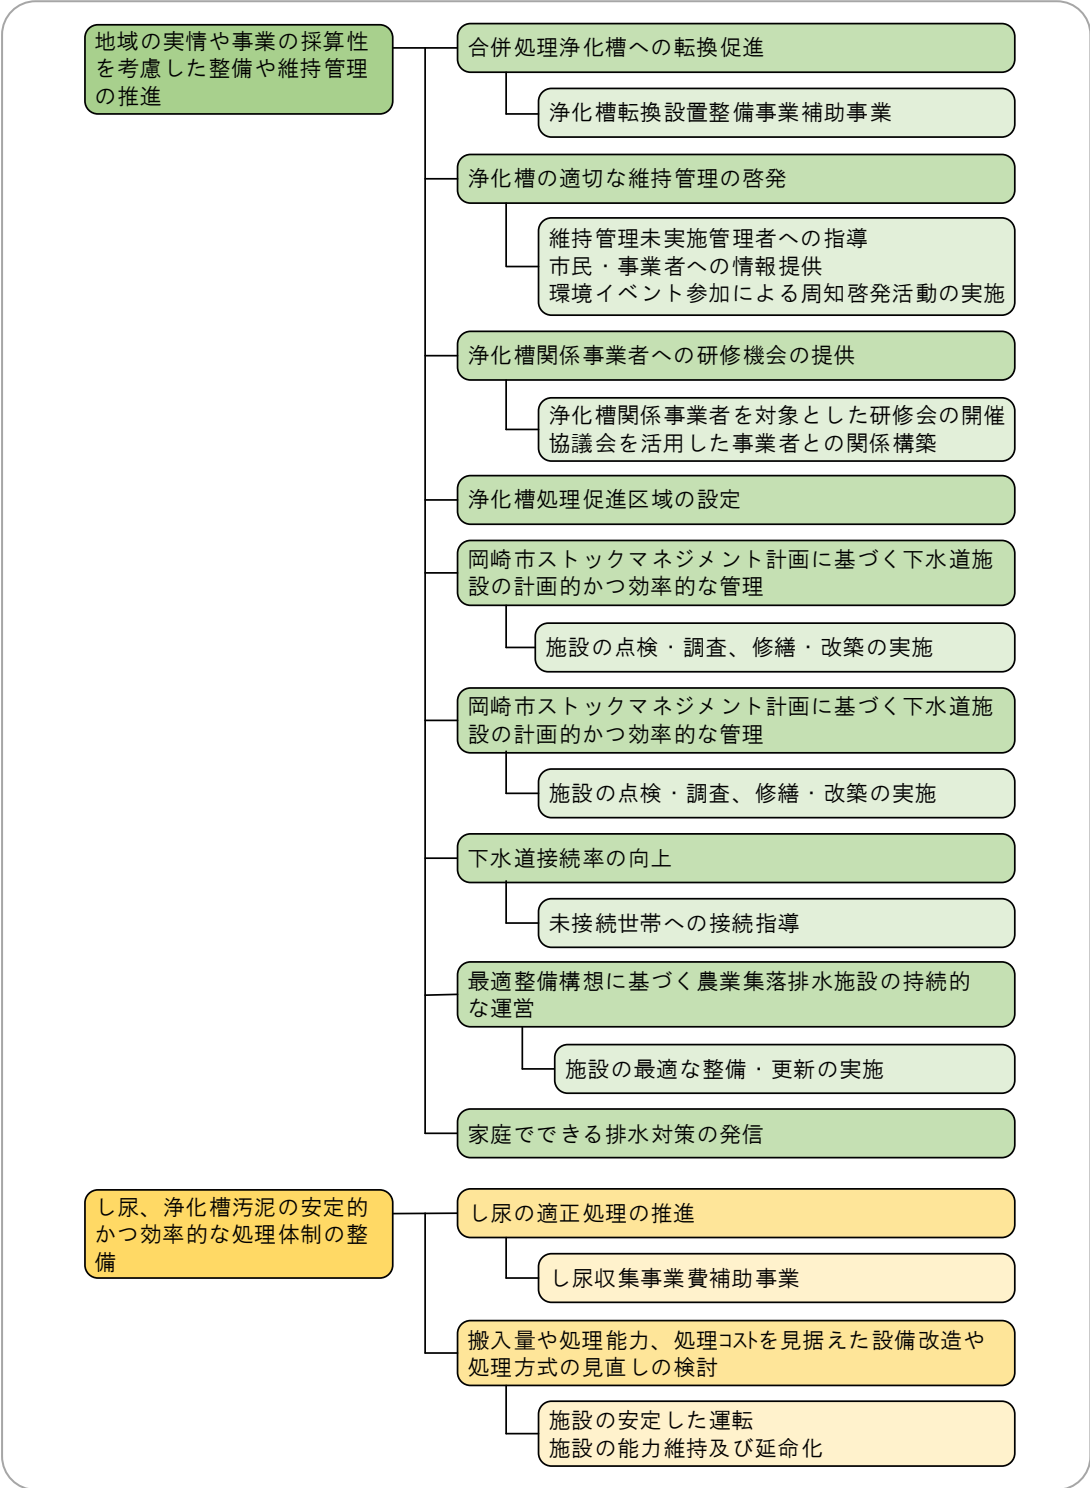 地域の実情や事業の採算性
を考慮した整備や維持管理
の推進
合併処理浄化槽への転換促進
浄化槽転換設置整備事業補助事業
浄化槽の適切な維持管理の啓発
維持管理未実施管理者への指導
市民・事業者への情報提供
環境イベント参加による周知啓発活動の実施
浄化槽関係事業者への研修機会の提供
浄化槽関係事業者を対象とした研修会の開催
協議会を活用した事業者との関係構築
浄化槽処理促進区域の設定
岡崎市ストックマネジメント計画に基づく下水道施
設の計画的かつ効率的な管理
施設の点検・調査、修繕・改築の実施
岡崎市ストックマネジメント計画に基づく下水道施
設の計画的かつ効率的な管理
施設の点検・調査、修繕・改築の実施
下水道接続率の向上
未接続世帯への接続指導
最適整備構想に基づく農業集落排水施設の持続的
な運営
施設の最適な整備・更新の実施
家庭でできる排水対策の発信
し尿、浄化槽汚泥の安定的
かつ効率的な処理体制の整
備
し尿の適正処理の推進
し尿収集事業費補助事業
搬入量や処理能力、処理コストを見据えた設備改造や
処理方式の見直しの検討
施設の安定した運転
施設の能力維持及び延命化